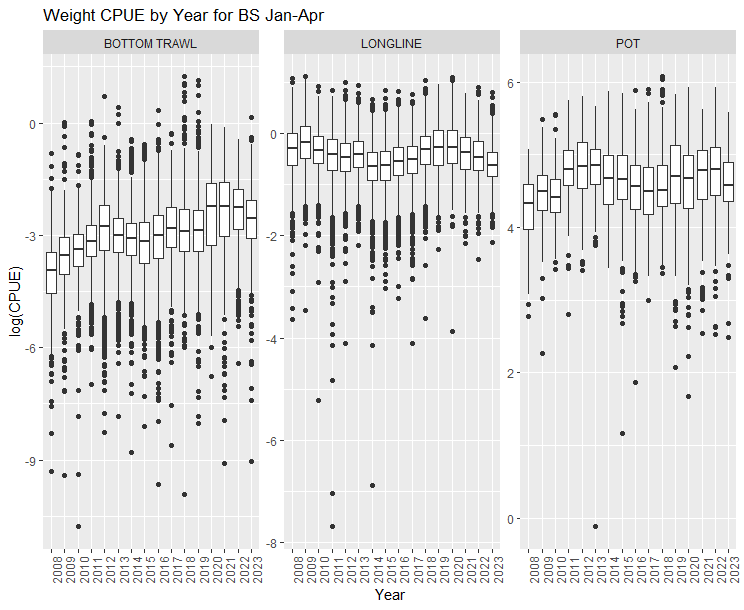 Weight CPUE by Year for BS Jan-Apr
BOTTOM TRAWL LONGLINE POT
log(CPUE)
0
-3
-6
-9
0
-2
-4
-6
-8
6
4
2
0
2008 2009 2010 2011 2012 2013 2014 2015 2016 2017 2018 2019 2020 2021 2022 2023
2008 2009 2010 2011 2012 2013 2014 2015 2016 2017 2018 2019 2020 2021 2022 2023
2008 2009 2010 2011 2012 2013 2014 2015 2016 2017 2018 2019 2020 2021 2022 2023
Year